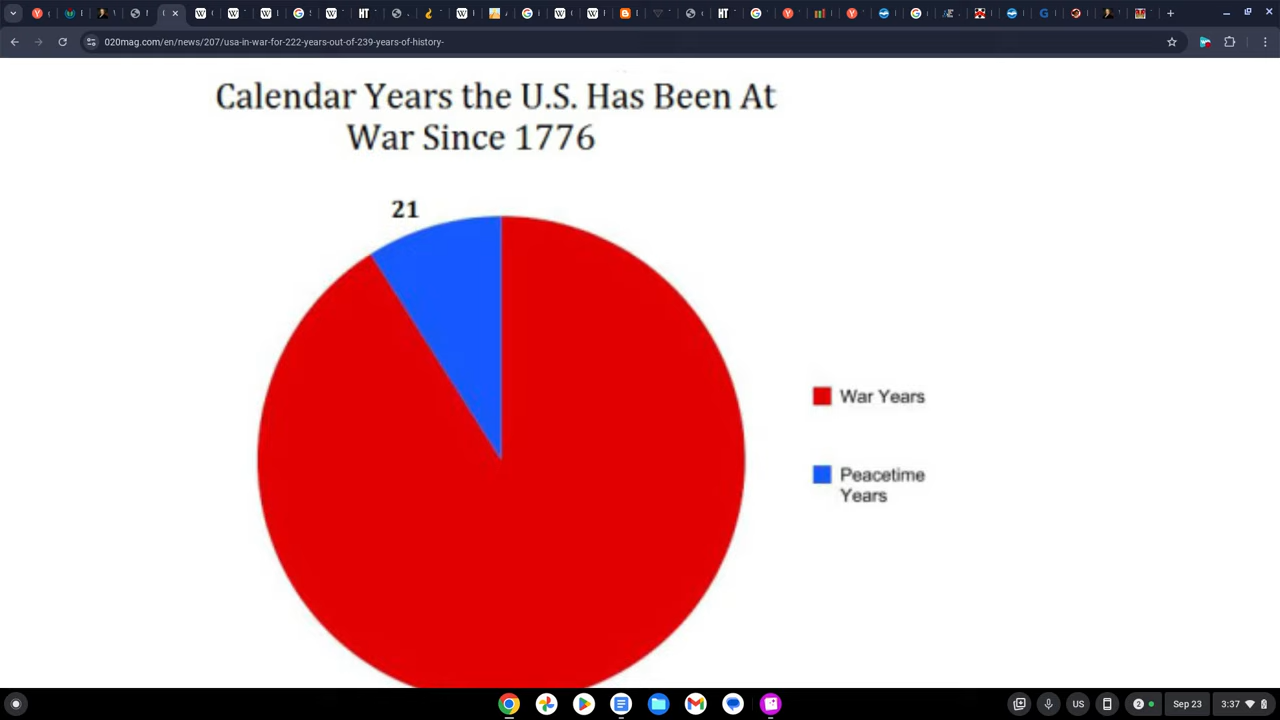 020mag.com/en/news/207/usa-in-war-for-222-years-out-of-239-years-of-history-
Calendar Years the U.S. Has Been At
War Since 1776
21
War Years
Peacetime
Years
US
2
Sep 23
3:37